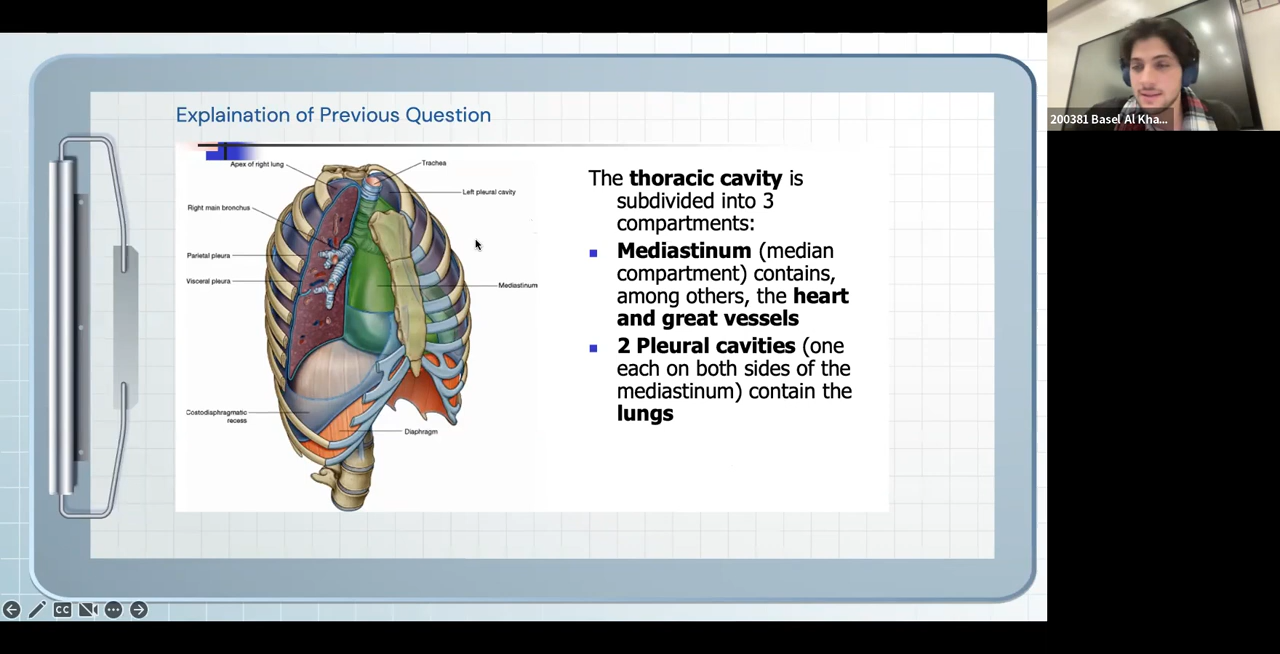 Explaination of Previous Question
Apex of right lung
Trachea
Left pleural cavity
Right main bronchus
Parietal pleura
Visceral pleura
Mediastinum
Costodiaphragmatic
recess
Diaphragm
The thoracic cavity is
subdivided into 3
compartments:
Mediastinum (median
compartment) contains,
among others, the heart
and great vessels
2 Pleural cavities (one
each on both sides of the
mediastinum) contain the
lungs
CC
200381 Basel Al Kha...